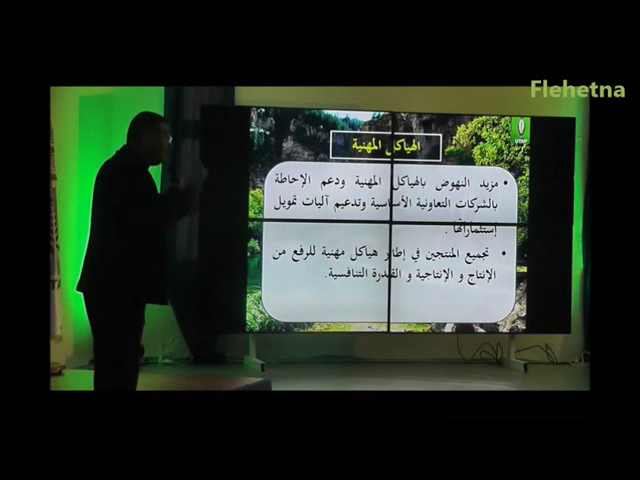 Flehetna
الهياكل المهنية
• مزيد النهوض بالهياكل المهنية ودعم الإحاطة
بالشركات التعاونية الأساسية وتدعيم آليات تمويل
إستثماراتها .
• تجميع المنتجين في إطار هياكل مهنية للرفع من
الإنتاج و الإنتاجية و القدرة التنافسية.